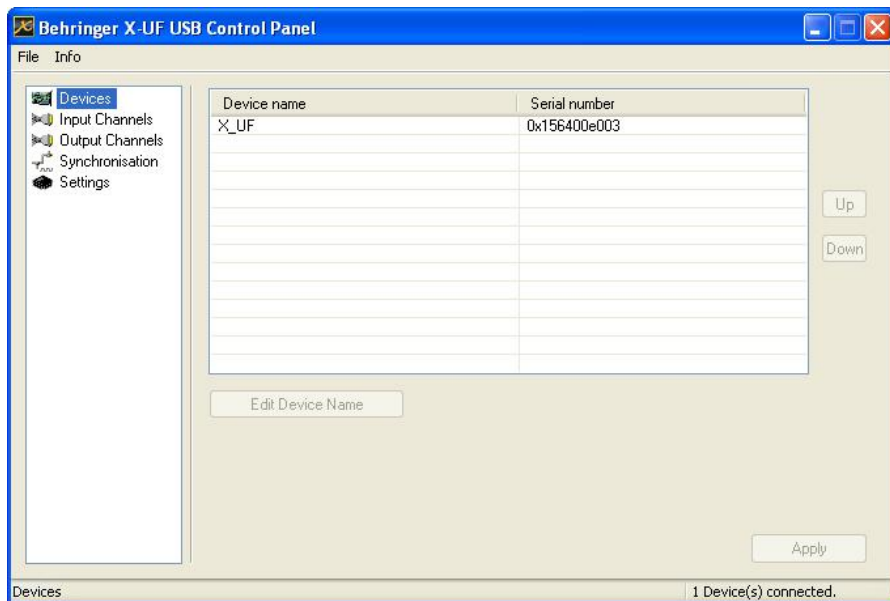 Behringer X-UF USB Control Panel
File Info
Devices
Input Channels
Output Channels
Synchronisation
Settings
Device name Serial number
X_UF 0x156400e003
Up
Down
Edit Device Name
Apply
Devices 1 Device(s) connected.